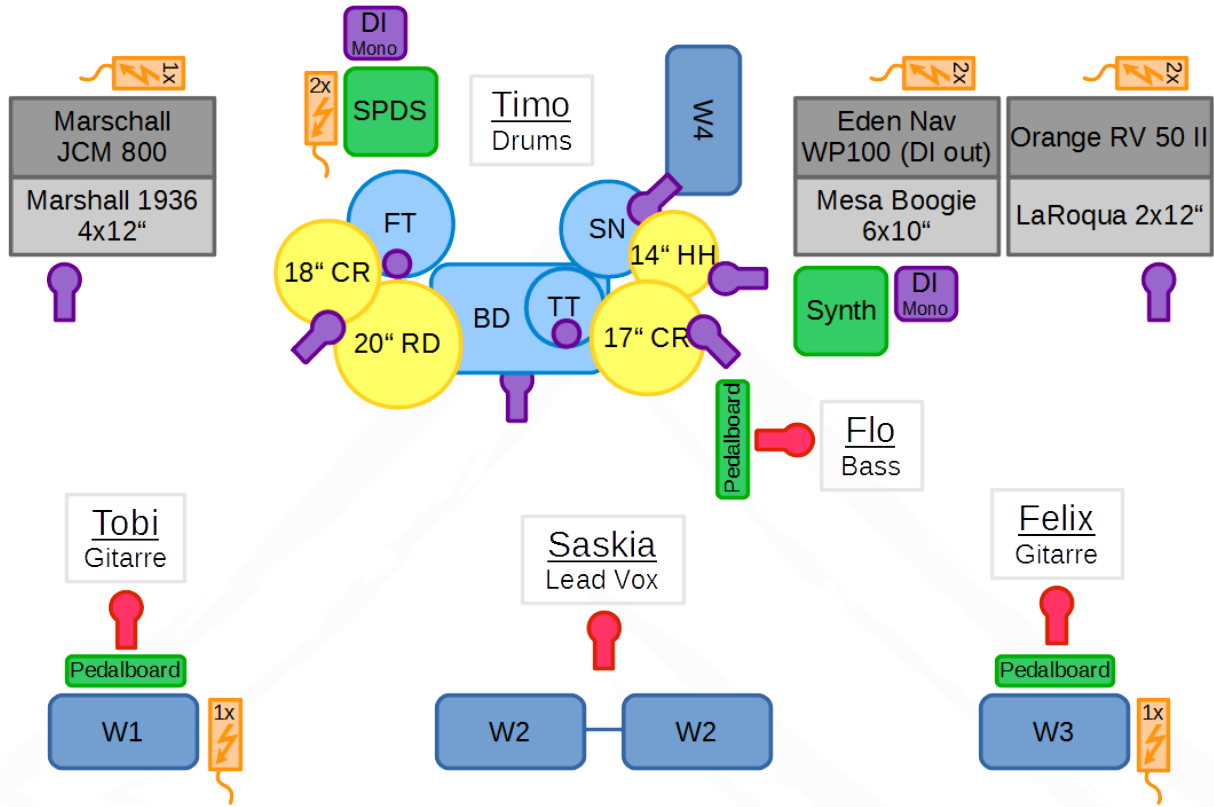 DI
Mono
1x
2x
SPDS
Timo
Drums
W4
2x
2x
Marschall
JCM 800
Marshall 1936
4x12“
Eden Nav
WP100 (DI out)
Mesa Boogie
6x10“
Orange RV 50 II
LaRoqua 2x12“
FT
SN
18“ CR
14“ HH
BD
TT
20“ RD
17“ CR
Synth
DI
Mono
Pedalboard
Flo
Bass
Tobi
Gitarre
Saskia
Lead Vox
Felix
Gitarre
Pedalboard
Pedalboard
W1
1x
W2
W2
W3
1x